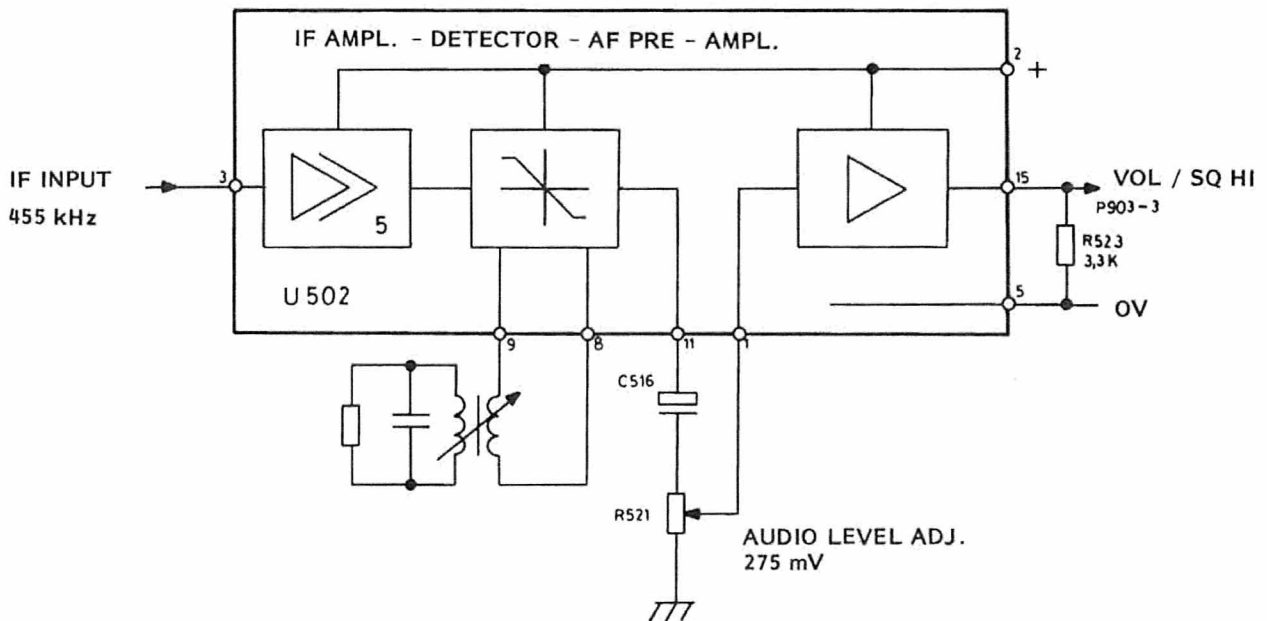 IF AMPL. - DETECTOR - AF PRE - AMPL.
2
+
IF INPUT
455 kHz
3
5
15
VOL / SQ HI
P903-3
R523
3,3K
U 502
5
0V
9
8
11
1
C516
R521
AUDIO LEVEL ADJ.
275 mV